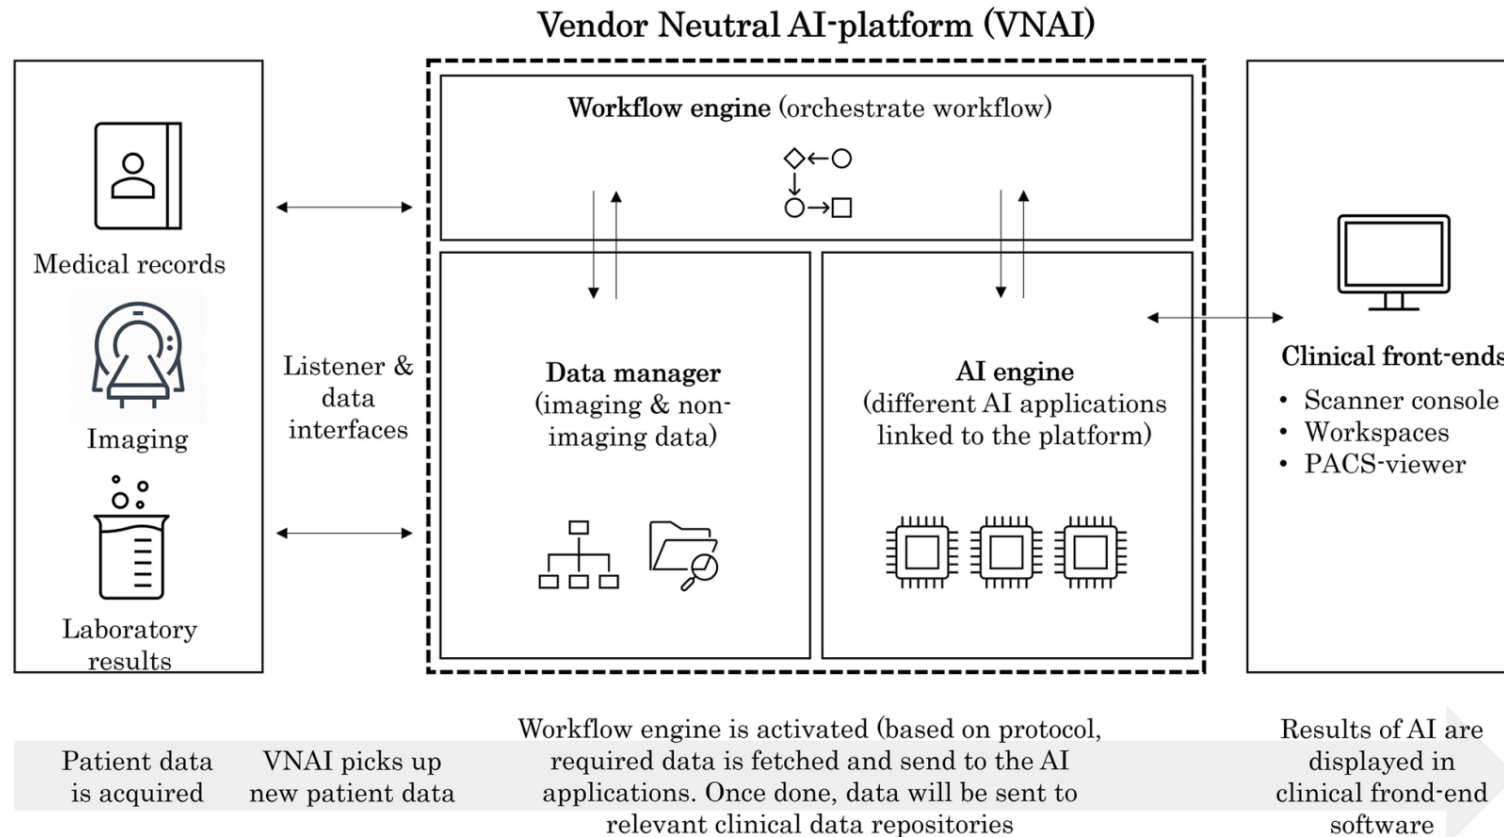 Vendor Neutral AI-platform (VNAI)
Medical records
Imaging
Laboratory
results
Listener &
data
interfaces
Workflow engine (orchestrate workflow)
Data manager
(imaging & non-
imaging data)
AI engine
(different AI applications
linked to the platform)
Clinical front-ends
• Scanner console
• Workspaces
• PACS-viewer
Patient data
is acquired
VNAI picks up
new patient data
Workflow engine is activated (based on protocol,
required data is fetched and send to the AI
applications. Once done, data will be sent to
relevant clinical data repositories
Results of AI are
displayed in
clinical frond-end
software